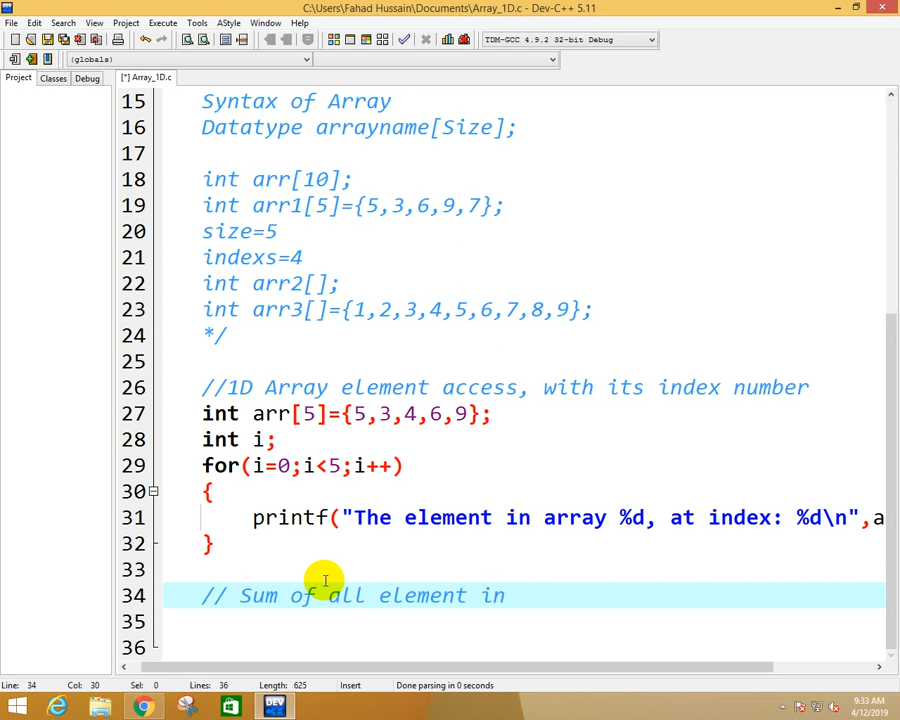 C:\Users\Fahad Hussain\Documents\Array_1D.c - Dev-C++ 5.11
File Edit Search View Project Execute Tools AStyle Window Help
TDM-GCC 4.9.2 32-bit Debug
(globals)
Project Classes Debug [*] Array_1D.c
15 Syntax of Array
16 Datatype arrayname[Size];
17
18 int arr[10];
19 int arr1[5]={5,3,6,9,7};
20 size=5
21 indexs=4
22 int arr2[];
23 int arr3[]={1,2,3,4,5,6,7,8,9};
24 */
25
26 //1D Array element access, with its index number
27 int arr[5]={5,3,4,6,9};
28 int i;
29 for(i=0;i<5;i++)
30 {
31 printf("The element in array %d, at index: %d\n",a
32 }
33
34 // Sum of all element in
35
36
Line: 34 Col: 30 Sel: 0 Lines: 36 Length: 625 Insert Done parsing in 0 seconds
DEV
9:33 AM
4/12/2019